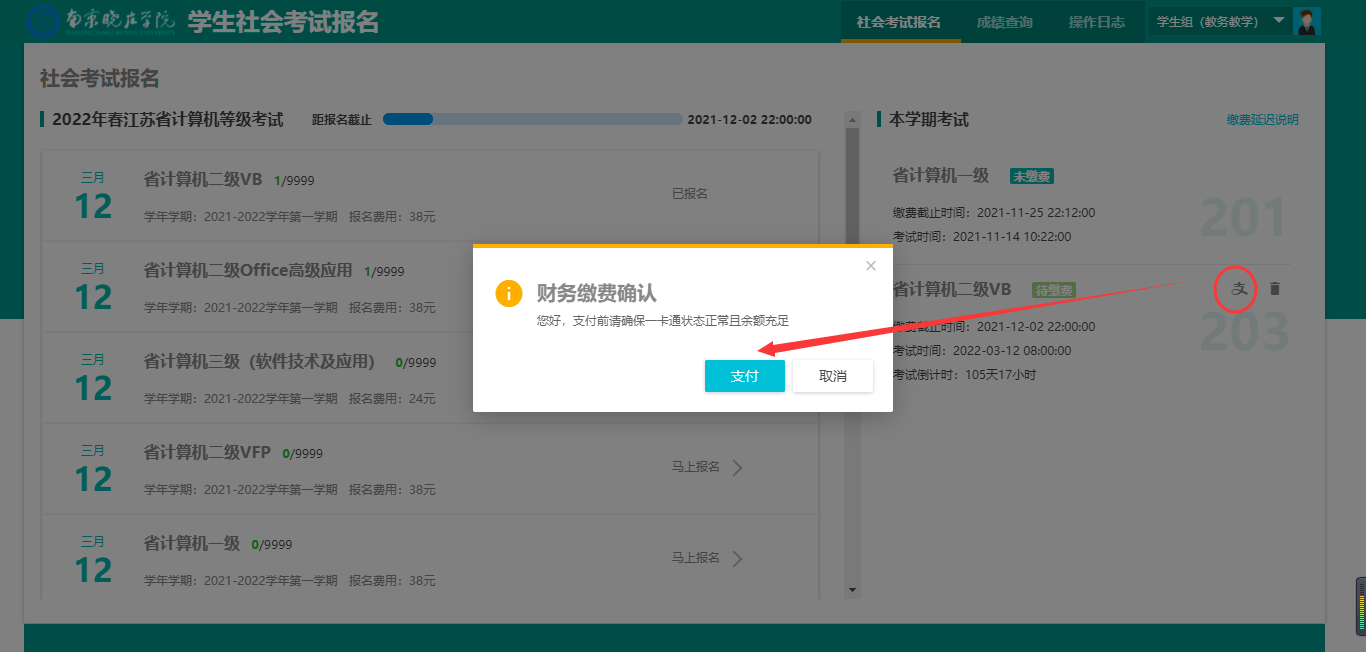 南京晓庄学院 学生社会考试报名
社会考试报名 成绩查询 操作日志 学生组（教务教学）
社会考试报名
2022年春江苏省计算机等级考试 距报名截止 2021-12-02 22:00:00
三月
12
省计算机二级VB 1/9999
学年学期：2021-2022学年第一学期 报名费用：38元
已报名
三月
12
省计算机二级Office高级应用 1/9999
学年学期：2021-2022学年第一学期 报名费用：38元
三月
12
省计算机三级（软件技术及应用） 0/9999
学年学期：2021-2022学年第一学期 报名费用：24元
三月
12
省计算机二级VFP 0/9999
学年学期：2021-2022学年第一学期 报名费用：38元
马上报名
三月
12
省计算机一级 0/9999
学年学期：2021-2022学年第一学期 报名费用：38元
马上报名
本学期考试 缴费延迟说明
省计算机一级 未缴费
缴费截止时间：2021-11-25 22:12:00
考试时间：2021-11-14 10:22:00
201
省计算机二级VB 待缴费 支
缴费截止时间：2021-12-02 22:00:00
考试时间：2022-03-12 08:00:00
考试倒计时：105天17小时
203
财务缴费确认
您好，支付前请确保一卡通状态正常且余额充足
支付 取消